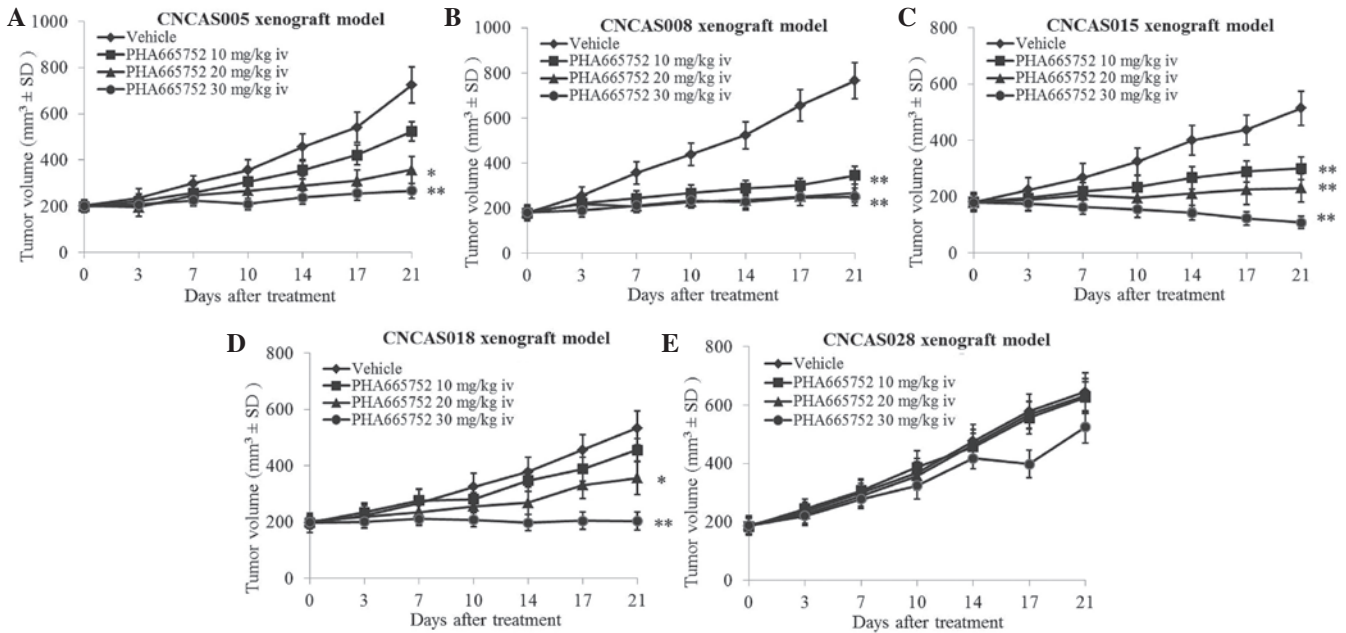 A
CNCAS005 xenograft model
Vehicle
PHA665752 10 mg/kg iv
PHA665752 20 mg/kg iv
PHA665752 30 mg/kg iv
Tumor volume (mm³ ± SD )
1000
800
600
400
200
0
*
**
0 3 7 10 14 17 21
Days after treatment
B
CNCAS008 xenograft model
Vehicle
PHA665752 10 mg/kg iv
PHA665752 20 mg/kg iv
PHA665752 30 mg/kg iv
Tumor volume (mm³ ± SD )
1000
800
600
400
200
0
**
**
0 3 7 10 14 17 21
Days after treatment
C
CNCAS015 xenograft model
Vehicle
PHA665752 10 mg/kg iv
PHA665752 20 mg/kg iv
PHA665752 30 mg/kg iv
Tumor volume (mm³ ± SD )
800
600
400
200
0
**
**
**
0 3 7 10 14 17 21
Days after treatment
D
CNCAS018 xenograft model
Vehicle
PHA665752 10 mg/kg iv
PHA665752 20 mg/kg iv
PHA665752 30 mg/kg iv
Tumor volume (mm³ ± SD )
800
600
400
200
0
*
**
0 3 7 10 14 17 21
Days after treatment
E
CNCAS028 xenograft model
Vehicle
PHA665752 10 mg/kg iv
PHA665752 20 mg/kg iv
PHA665752 30 mg/kg iv
Tumor volume (mm³ ± SD )
800
600
400
200
0
0 3 7 10 14 17 21
Days after treatment